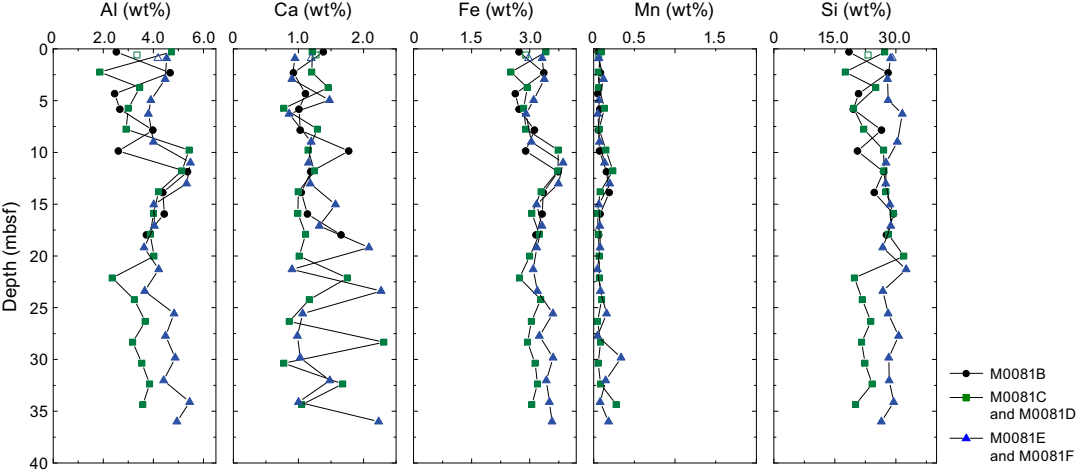 Al (wt%) Ca (wt%) Fe (wt%) Mn (wt%) Si (wt%)
0 2.0 4.0 6.0 0 1.0 2.0 0 3.0 0 0.5 1.0 1.5 0 15.0 30.0
0
5
10
15
20
25
30
35
40
Depth (mbsf)
M0081B
M0081C
and M0081D
M0081E
and M0081F